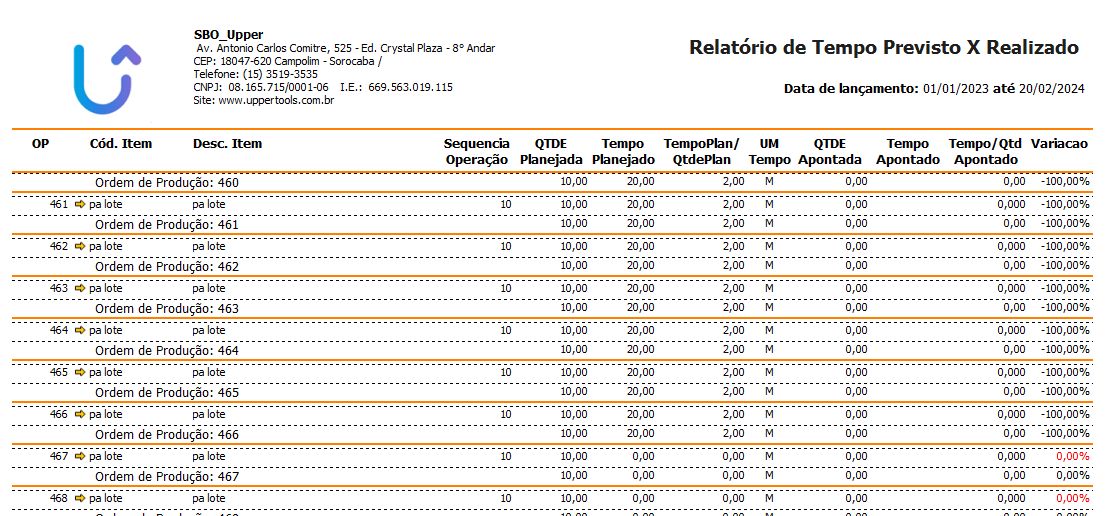 SBO_Upper
Av. Antonio Carlos Comitre, 525 - Ed. Crystal Plaza - 8º Andar
CEP: 18047-620 Campolim - Sorocaba /
Telefone: (15) 3519-3535
CNPJ: 08.165.715/0001-06 I.E.: 669.563.019.115
Site: www.uppertools.com.br
Relatório de Tempo Previsto X Realizado
Data de lançamento: 01/01/2023 até 20/02/2024
OP Cód. Item Desc. Item Sequencia QTDE Tempo TempoPlan/ UM QTDE Tempo Tempo/Qtd Variacao
Operação Planejada Planejado QtdePlan Tempo Apontada Apontado Apontado
Ordem de Produção: 460 10,00 20,00 2,00 M 0,00 0,00 -100,00%
461 pa lote pa lote 10 10,00 20,00 2,00 M 0,00 0,000 -100,00%
Ordem de Produção: 461 10,00 20,00 2,00 M 0,00 0,00 -100,00%
462 pa lote pa lote 10 10,00 20,00 2,00 M 0,00 0,000 -100,00%
Ordem de Produção: 462 10,00 20,00 2,00 M 0,00 0,00 -100,00%
463 pa lote pa lote 10 10,00 20,00 2,00 M 0,00 0,000 -100,00%
Ordem de Produção: 463 10,00 20,00 2,00 M 0,00 0,00 -100,00%
464 pa lote pa lote 10 10,00 20,00 2,00 M 0,00 0,000 -100,00%
Ordem de Produção: 464 10,00 20,00 2,00 M 0,00 0,00 -100,00%
465 pa lote pa lote 10 10,00 20,00 2,00 M 0,00 0,000 -100,00%
Ordem de Produção: 465 10,00 20,00 2,00 M 0,00 0,00 -100,00%
466 pa lote pa lote 10 10,00 20,00 2,00 M 0,00 0,000 -100,00%
Ordem de Produção: 466 10,00 20,00 2,00 M 0,00 0,00 -100,00%
467 pa lote pa lote 10 10,00 0,00 0,00 M 0,00 0,000 0,00%
Ordem de Produção: 467 10,00 0,00 0,00 M 0,00 0,00 0,00%
468 pa lote pa lote 10 10,00 0,00 0,00 M 0,00 0,000 0,00%